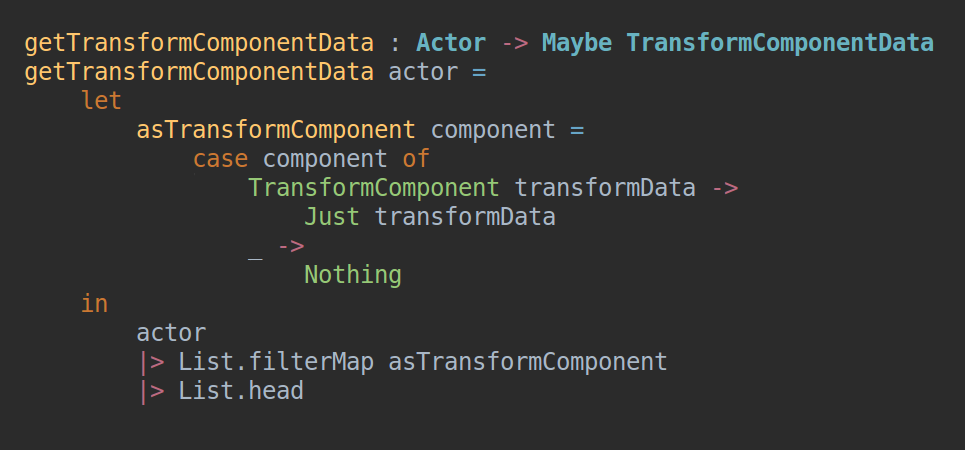 getTransformComponentData : Actor -> Maybe TransformComponentData
getTransformComponentData actor =
    let
        asTransformComponent component =
            case component of
                TransformComponent transformData ->
                    Just transformData
                _ ->
                    Nothing
    in
        actor
        |> List.filterMap asTransformComponent
        |> List.head